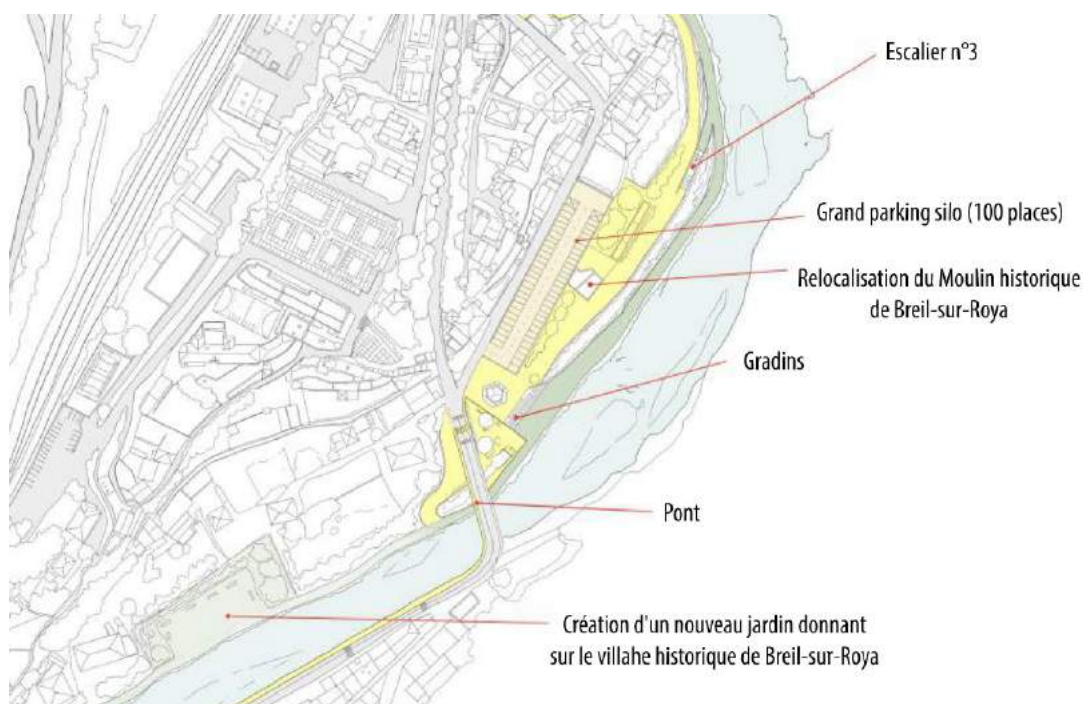 Escalier n°3
Grand parking silo (100 places)
Relocalisation du Moulin historique
de Breil-sur-Roya
Gradins
Pont
Création d'un nouveau jardin donnant
sur le villahe historique de Breil-sur-Roya